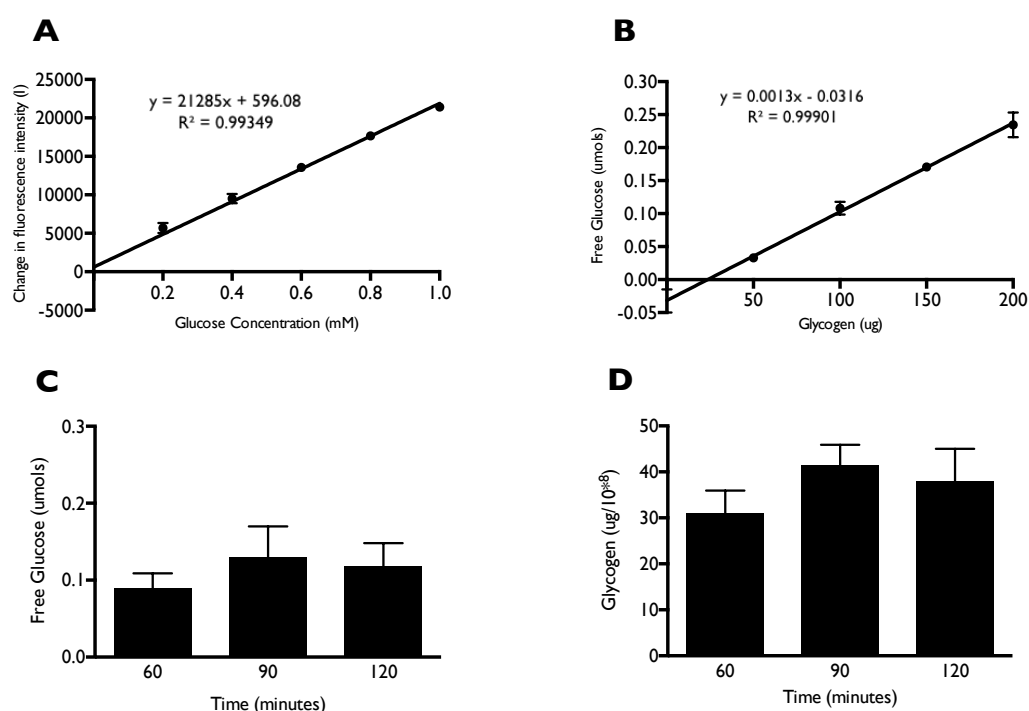 A
Change in fluorescence intensity (I)
25000
20000
15000
10000
5000
0
-5000
y = 21285x + 596.08
R² = 0.99349
0.2 0.4 0.6 0.8 1.0
Glucose Concentration (mM)
B
Free Glucose (umols)
0.30
0.25
0.20
0.15
0.10
0.05
0.00
-0.05
y = 0.0013x - 0.0316
R² = 0.99901
50 100 150 200
Glycogen (ug)
C
Free Glucose (umols)
0.3
0.2
0.1
0.0
60 90 120
Time (minutes)
D
Glycogen (ug/10*⁸)
50
40
30
20
10
0
60 90 120
Time (minutes)